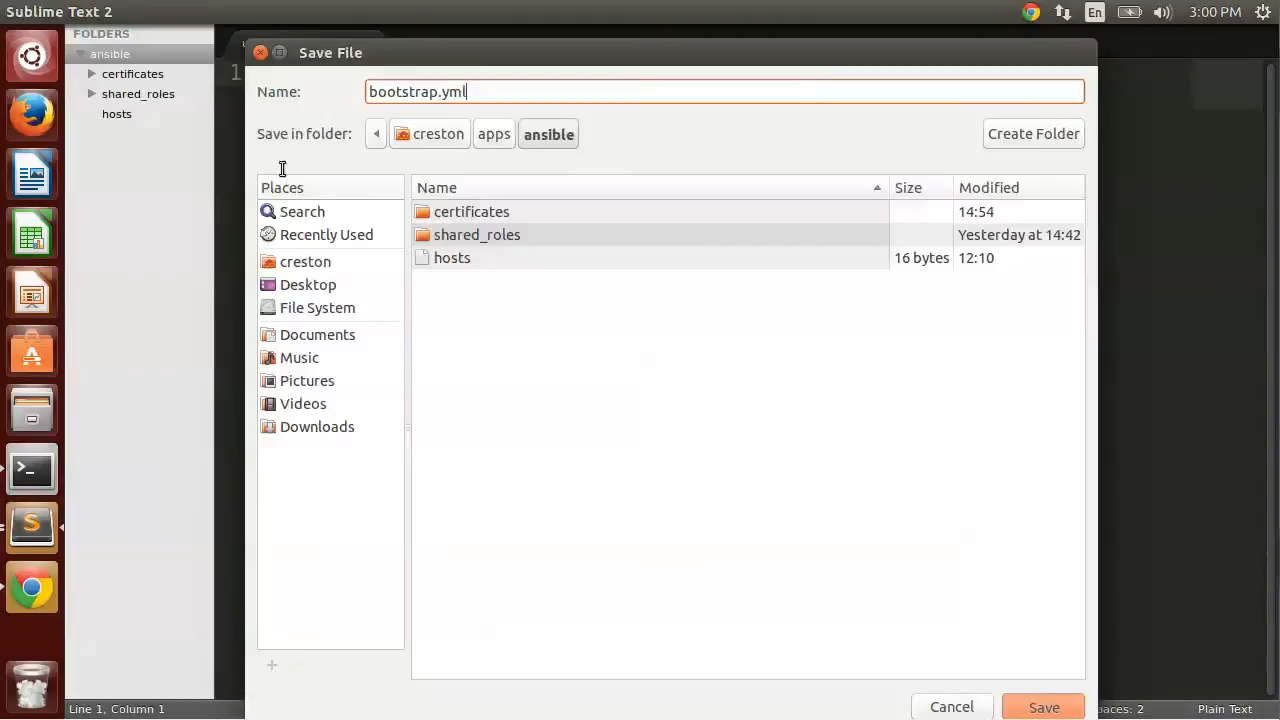 Sublime Text 2
En
3:00 PM
FOLDERS
ansible
certificates
shared_roles
hosts
1
Save File
Name:
bootstrap.yml
Save in folder:
creston
apps
ansible
Create Folder
Places
Search
Recently Used
creston
Desktop
File System
Documents
Music
Pictures
Videos
Downloads
Name
Size
Modified
certificates
14:54
shared_roles
Yesterday at 14:42
hosts
16 bytes
12:10
Cancel
Save
Line 1, Column 1
paces: 2
Plain Text